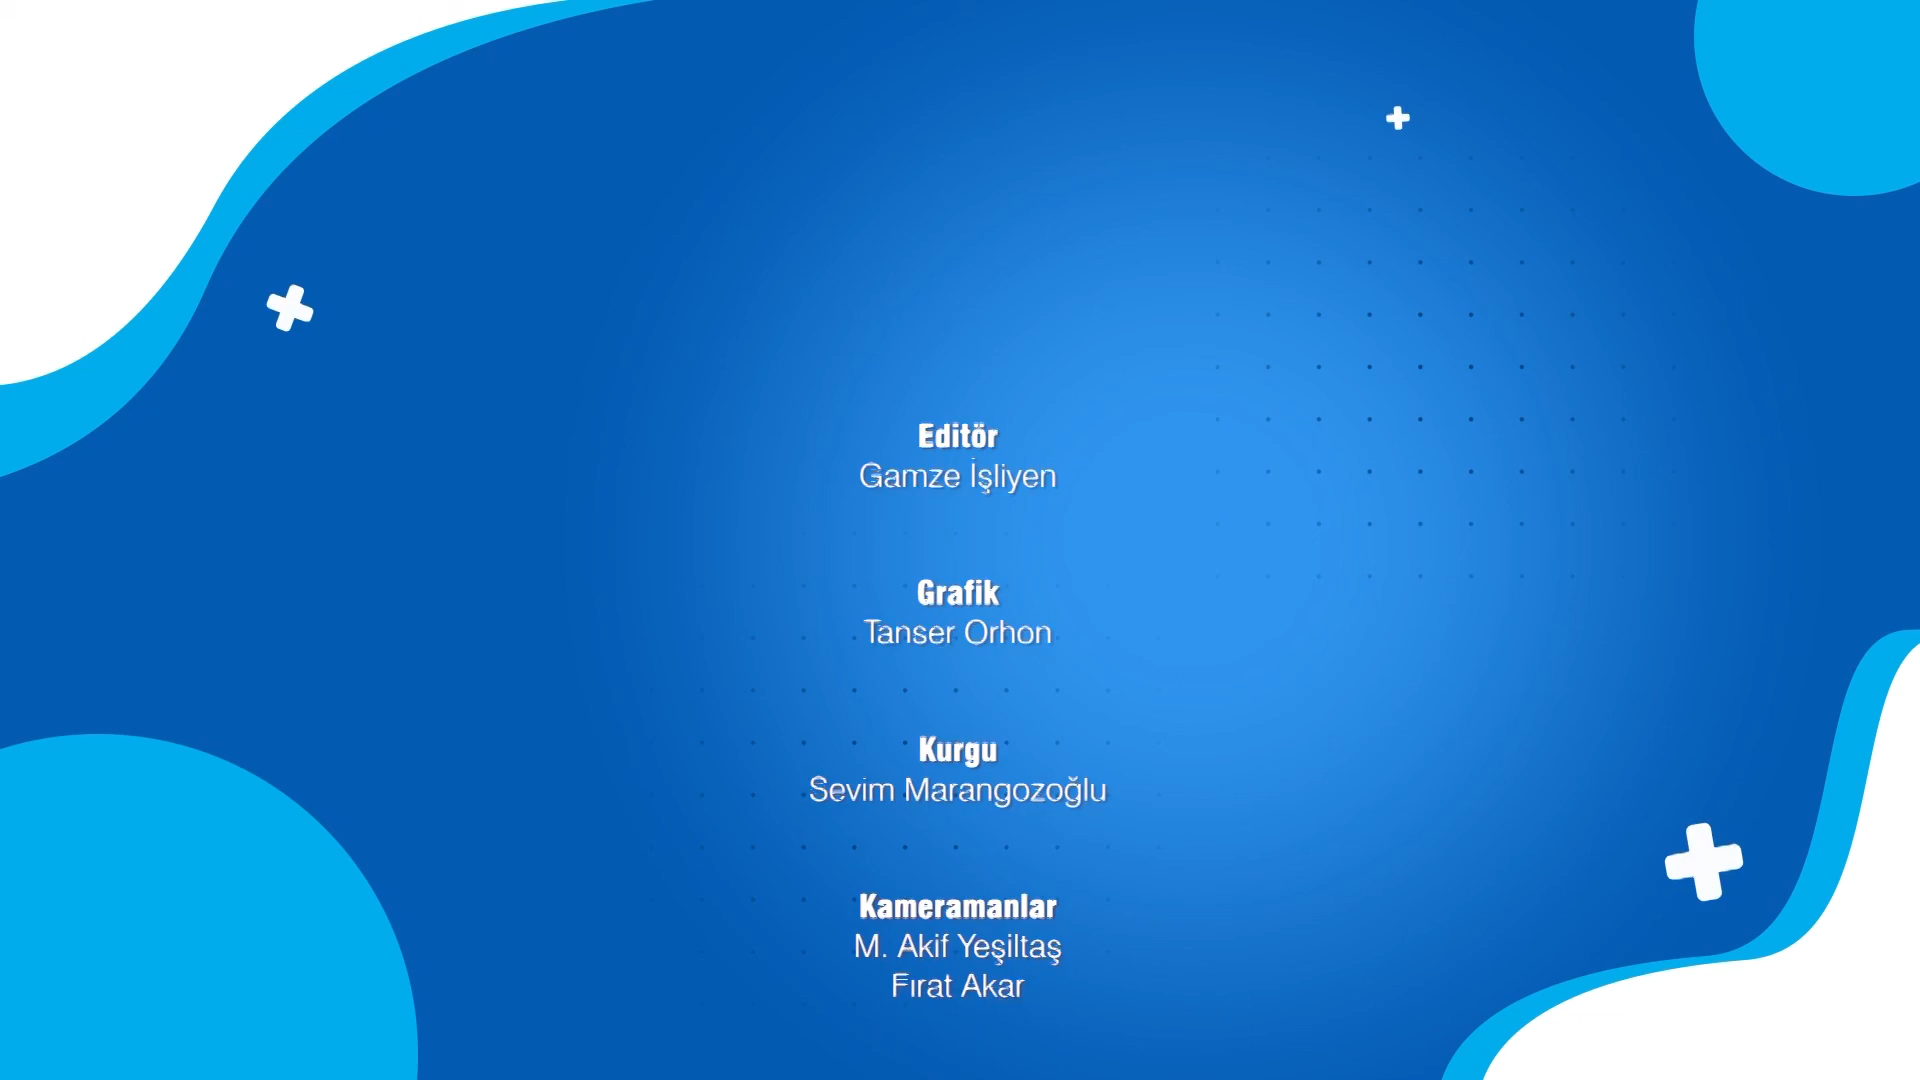 Editör
Gamze İşliyen
Grafik
Tanser Orhon
Kurgu
Sevim Marangozoğlu
Kameramanlar
M. Akif Yeşiltaş
Fırat Akar